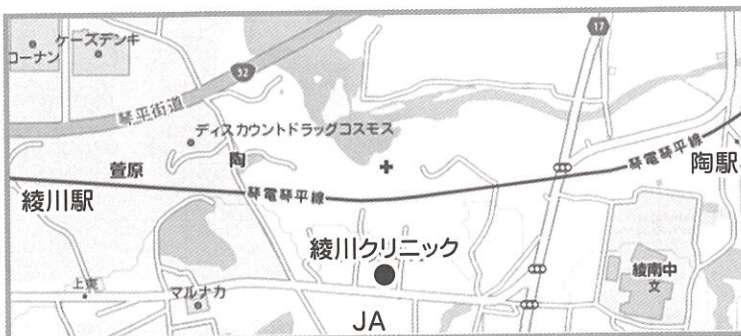 コーナン
ケーズデンキ
32
17
琴平街道
ディスカウントドラッグコスモス
萱原
陶
綾川駅
琴電琴平線
琴電琴平線
陶駅
綾川クリニック
綾南中
文
上東
マルナカ
JA